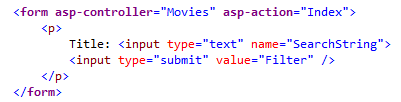 <form asp-controller="Movies" asp-action="Index">
    <p>
        Title: <input type="text" name="SearchString">
        <input type="submit" value="Filter" />
    </p>
</form>